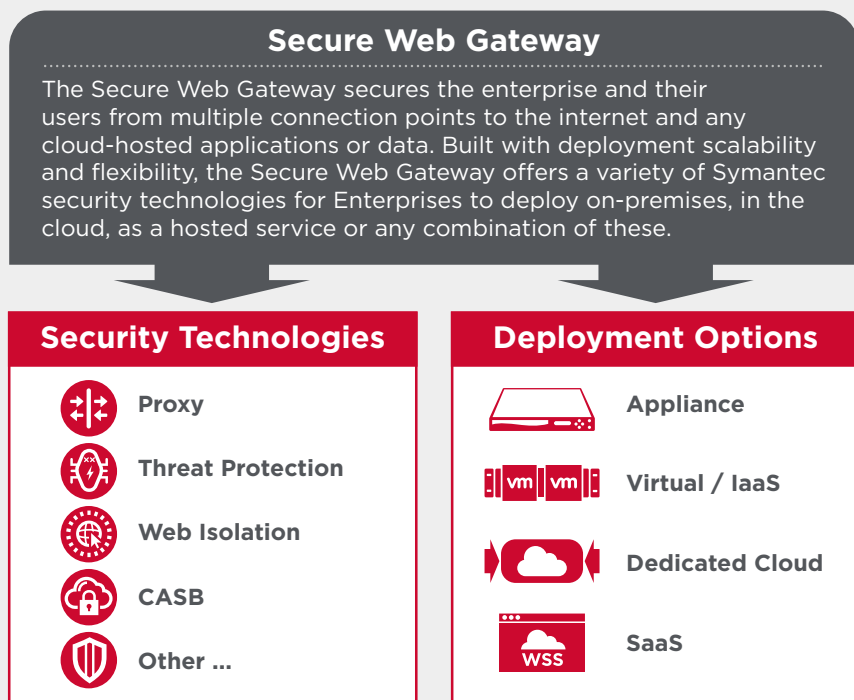 Secure Web Gateway
The Secure Web Gateway secures the enterprise and their
users from multiple connection points to the internet and any
cloud-hosted applications or data. Built with deployment scalability
and flexibility, the Secure Web Gateway offers a variety of Symantec
security technologies for Enterprises to deploy on-premises, in the
cloud, as a hosted service or any combination of these.
Security Technologies
Proxy
Threat Protection
Web Isolation
CASB
Other ...
Deployment Options
Appliance
vm vm
Virtual / IaaS
Dedicated Cloud
WSS
SaaS